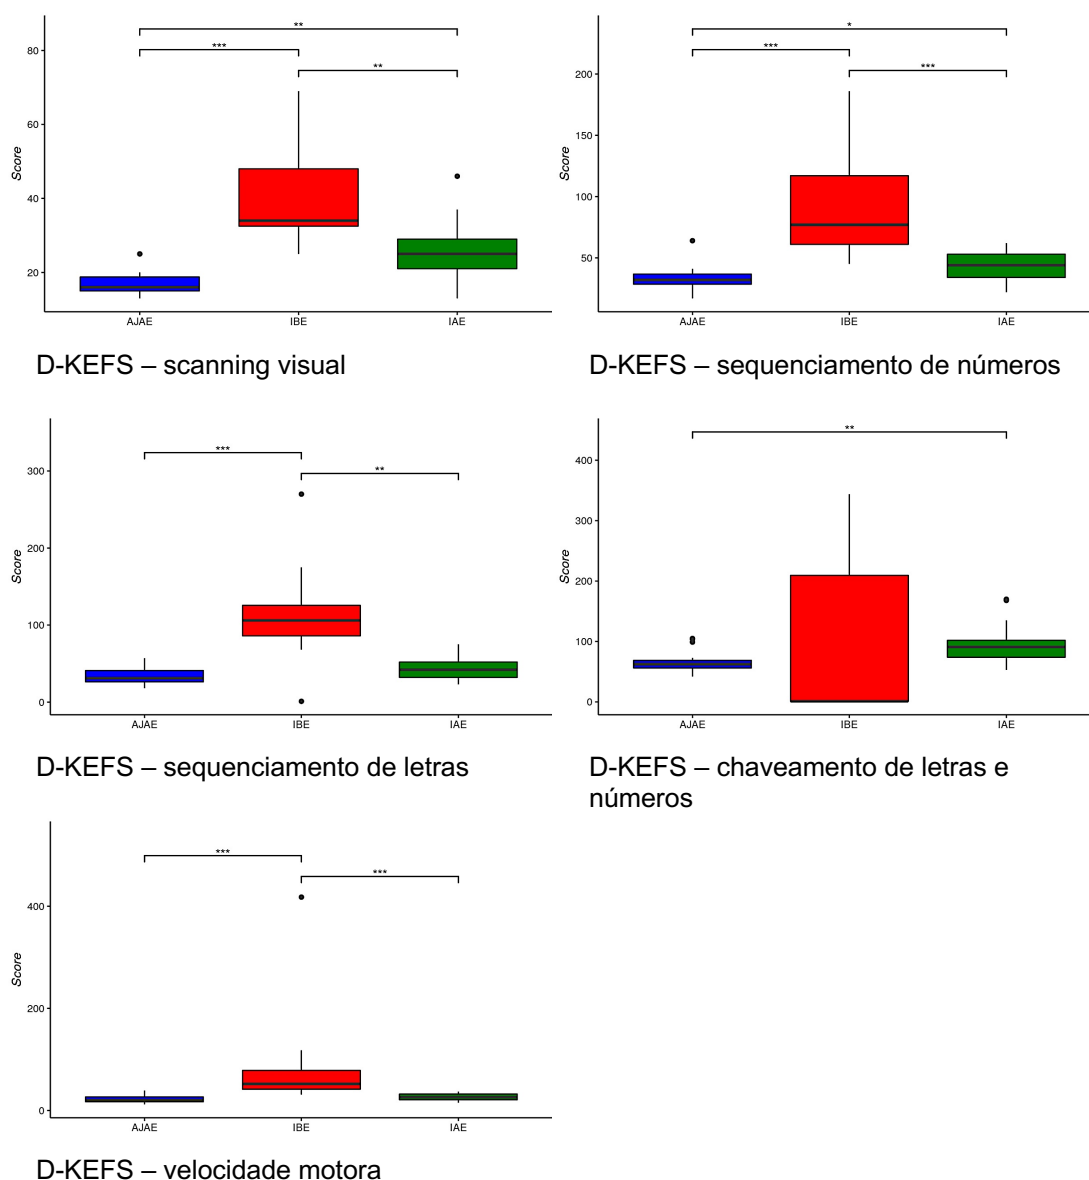 **
***
**
80
60
40
20
Score
AJAE IBE IAE
D-KEFS – scanning visual
*
***
***
200
150
100
50
Score
AJAE IBE IAE
D-KEFS – sequenciamento de números
***
**
300
200
100
0
Score
AJAE IBE IAE
D-KEFS – sequenciamento de letras
**
400
300
200
100
0
Score
AJAE IBE IAE
D-KEFS – chaveamento de letras e
números
***
***
400
200
0
Score
AJAE IBE IAE
D-KEFS – velocidade motora